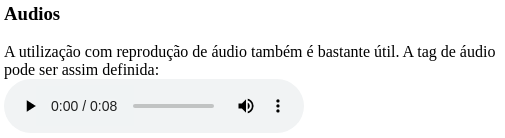 Audios
A utilização com reprodução de áudio também é bastante útil. A tag de áudio
pode ser assim definida:
0:00 / 0:08